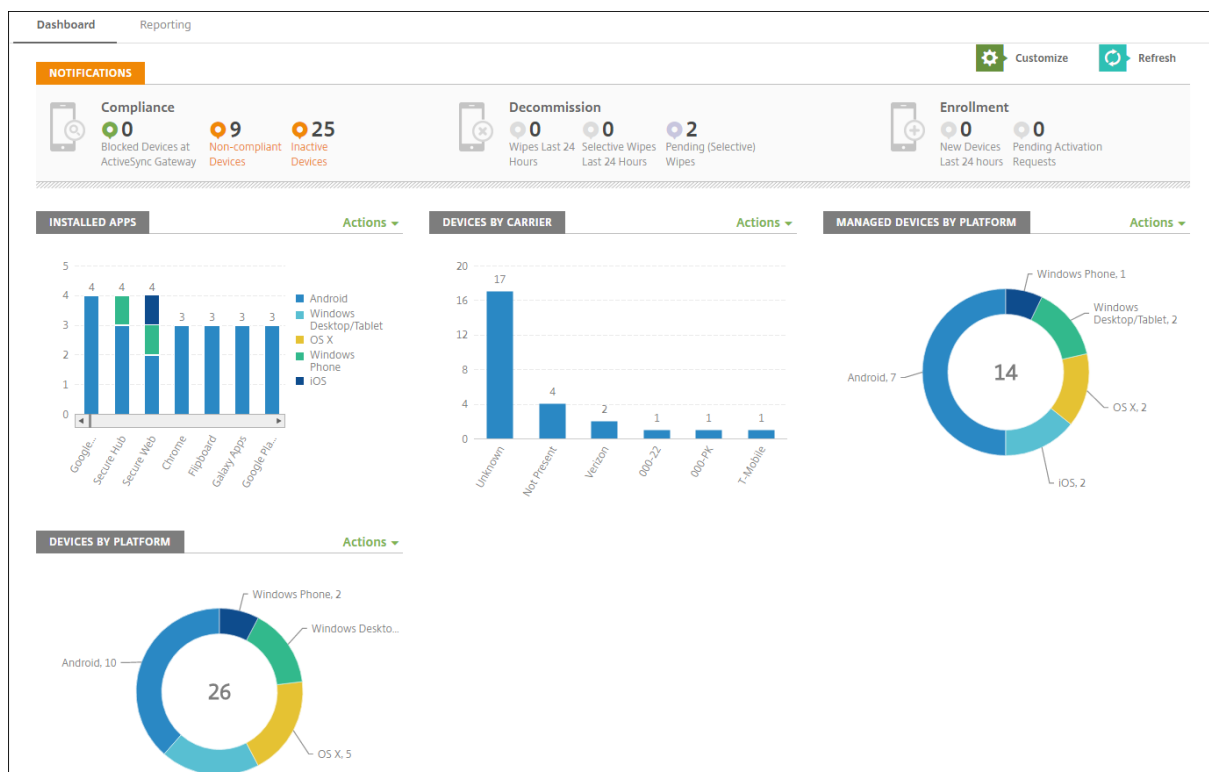 Dashboard
Reporting
Customize
Refresh
NOTIFICATIONS
Compliance
0
Blocked Devices at
ActiveSync Gateway
9
Non-compliant
Devices
25
Inactive
Devices
Decommission
0
Wipes Last 24
Hours
0
Selective Wipes
Last 24 Hours
2
Pending (Selective)
Wipes
Enrollment
0
New Devices
Last 24 hours
0
Pending Activation
Requests
INSTALLED APPS
Actions
5
4
3
2
1
0
4
4
4
3
3
3
3
Google...
Secure Hub
Secure Web
Chrome
Flipboard
Galaxy Apps
Google Pla...
Android
Windows
Desktop/Tablet
OS X
Windows
Phone
iOS
DEVICES BY CARRIER
Actions
20
16
12
8
4
0
17
4
2
1
1
1
Unknown
Not Present
Verizon
000-22
000-PK
T-Mobile
MANAGED DEVICES BY PLATFORM
Actions
Windows Phone, 1
Windows
Desktop/Tablet, 2
Android, 7
14
OS X, 2
iOS, 2
DEVICES BY PLATFORM
Actions
Windows Phone, 2
Windows Deskto...
Android, 10
26
OS X, 5